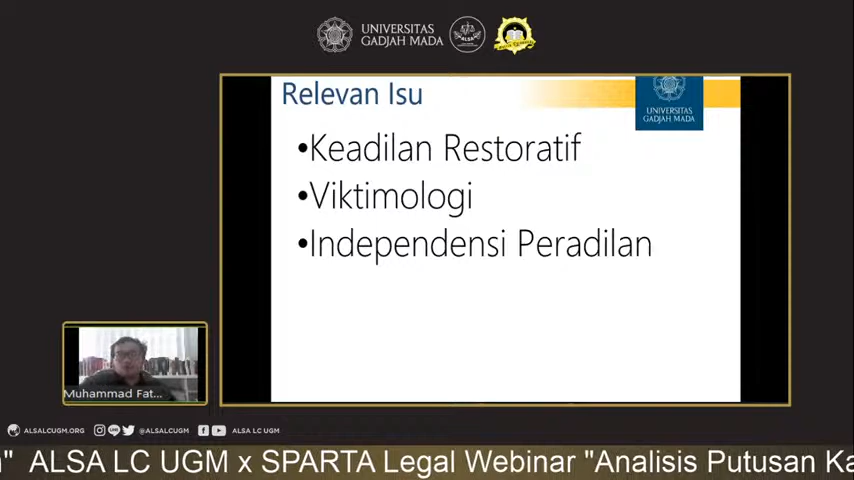 UNIVERSITAS
GADJAH MADA
ALSA
Relevan Isu
UNIVERSITAS
GADJAH MADA
•Keadilan Restoratif
•Viktimologi
•Independensi Peradilan
Muhammad Fat...
ALSALCUGM.ORG @ALSALCUGM ALSA LC UGM
" ALSA LC UGM x SPARTA Legal Webinar "Analisis Putusan Ka